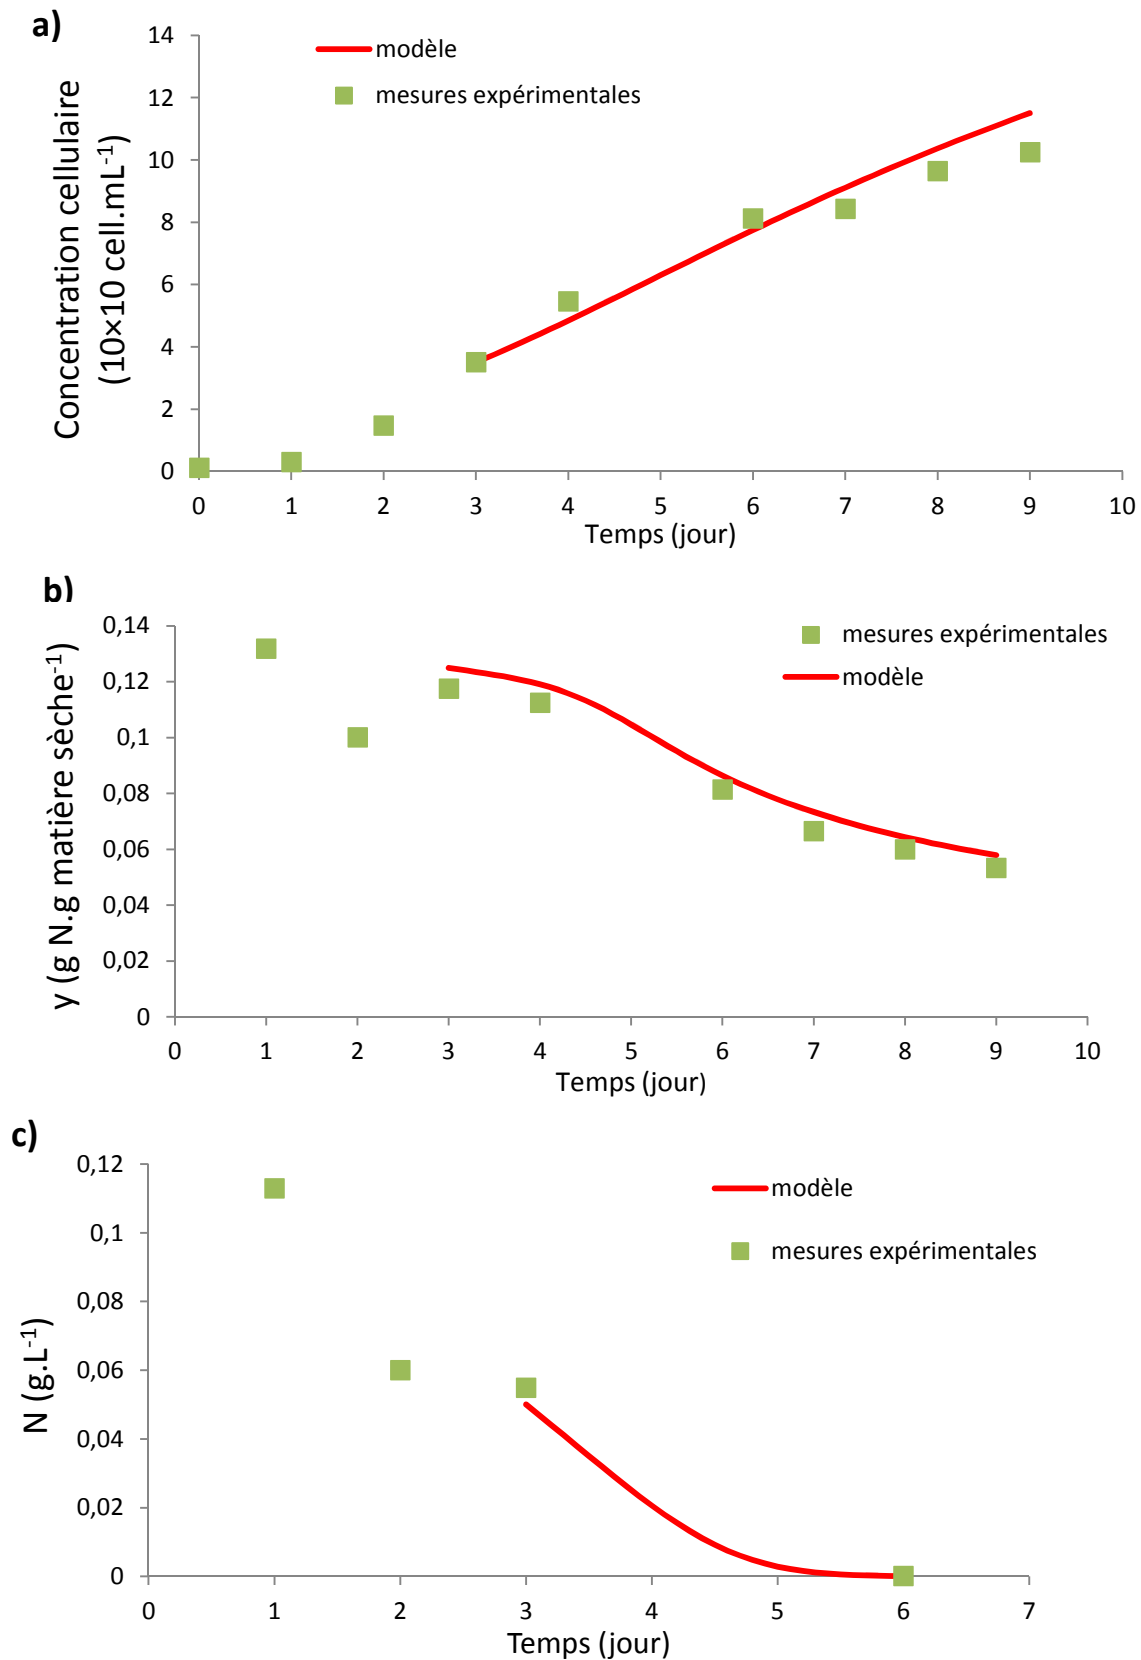 a)
14
12
10
8
6
4
2
0
Concentration cellulaire
(10×10 cell.mL-1)
modèle
mesures expérimentales
0 1 2 3 4 5 6 7 8 9 10
Temps (jour)
b)
0,14
0,12
0,1
0,08
0,06
0,04
0,02
0
y (g N.g matière sèche-1)
mesures expérimentales
modèle
0 1 2 3 4 5 6 7 8 9 10
Temps (jour)
c)
0,12
0,1
0,08
0,06
0,04
0,02
0
N (g.L-1)
modèle
mesures expérimentales
0 1 2 3 4 5 6 7
Temps (jour)